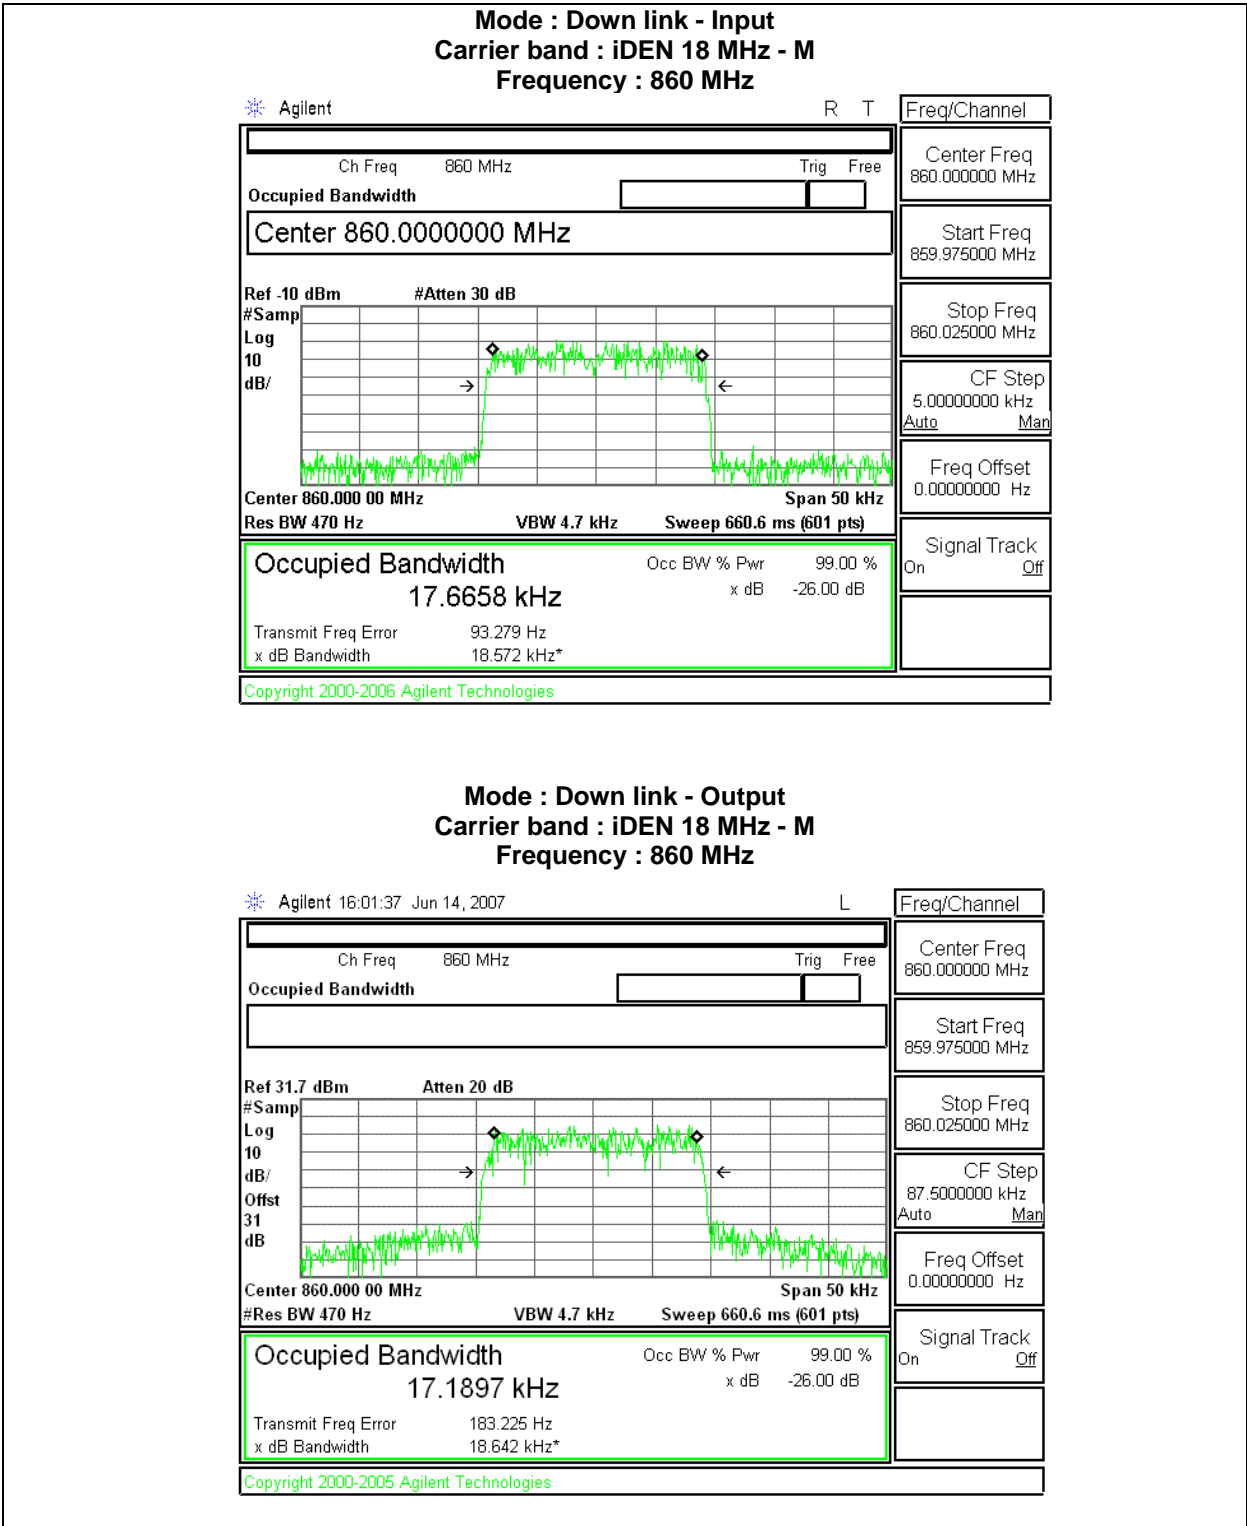 Mode : Down link - Input
Carrier band : iDEN 18 MHz - M
Frequency : 860 MHz
Agilent R T Freq/Channel
Ch Freq 860 MHz Trig Free
Occupied Bandwidth
Center 860.0000000 MHz
Center Freq
860.000000 MHz
Start Freq
859.975000 MHz
Stop Freq
860.025000 MHz
CF Step
5.00000000 kHz
Auto Man
Freq Offset
0.00000000 Hz
Signal Track
On Off
Ref -10 dBm #Atten 30 dB
#Samp
Log
10
dB/
Center 860.000 00 MHz Span 50 kHz
Res BW 470 Hz VBW 4.7 kHz Sweep 660.6 ms (601 pts)
Occupied Bandwidth Occ BW % Pwr 99.00 %
17.6658 kHz x dB -26.00 dB
Transmit Freq Error 93.279 Hz
x dB Bandwidth 18.572 kHz*
Copyright 2000-2006 Agilent Technologies
Mode : Down link - Output
Carrier band : iDEN 18 MHz - M
Frequency : 860 MHz
Agilent 16:01:37 Jun 14, 2007 L Freq/Channel
Ch Freq 860 MHz Trig Free
Occupied Bandwidth
Center Freq
860.000000 MHz
Start Freq
859.975000 MHz
Stop Freq
860.025000 MHz
CF Step
87.5000000 kHz
Auto Man
Freq Offset
0.00000000 Hz
Signal Track
On Off
Ref 31.7 dBm Atten 20 dB
#Samp
Log
10
dB/
Offst
31
dB
Center 860.000 00 MHz Span 50 kHz
#Res BW 470 Hz VBW 4.7 kHz Sweep 660.6 ms (601 pts)
Occupied Bandwidth Occ BW % Pwr 99.00 %
17.1897 kHz x dB -26.00 dB
Transmit Freq Error 183.225 Hz
x dB Bandwidth 18.642 kHz*
Copyright 2000-2005 Agilent Technologies